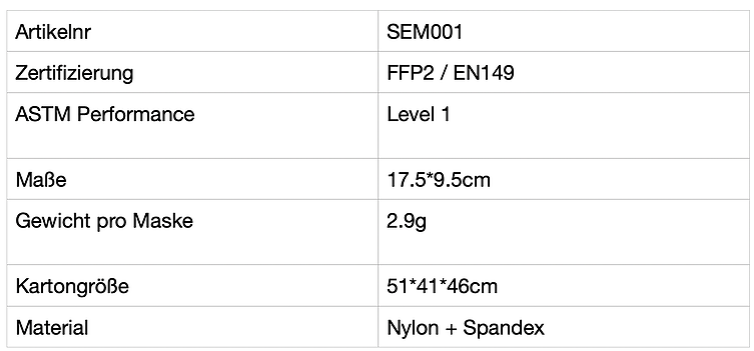 Artikelnr SEM001
Zertifizierung FFP2 / EN149
ASTM Performance Level 1
Maße 17.5*9.5cm
Gewicht pro Maske 2.9g
Kartongröße 51*41*46cm
Material Nylon + Spandex